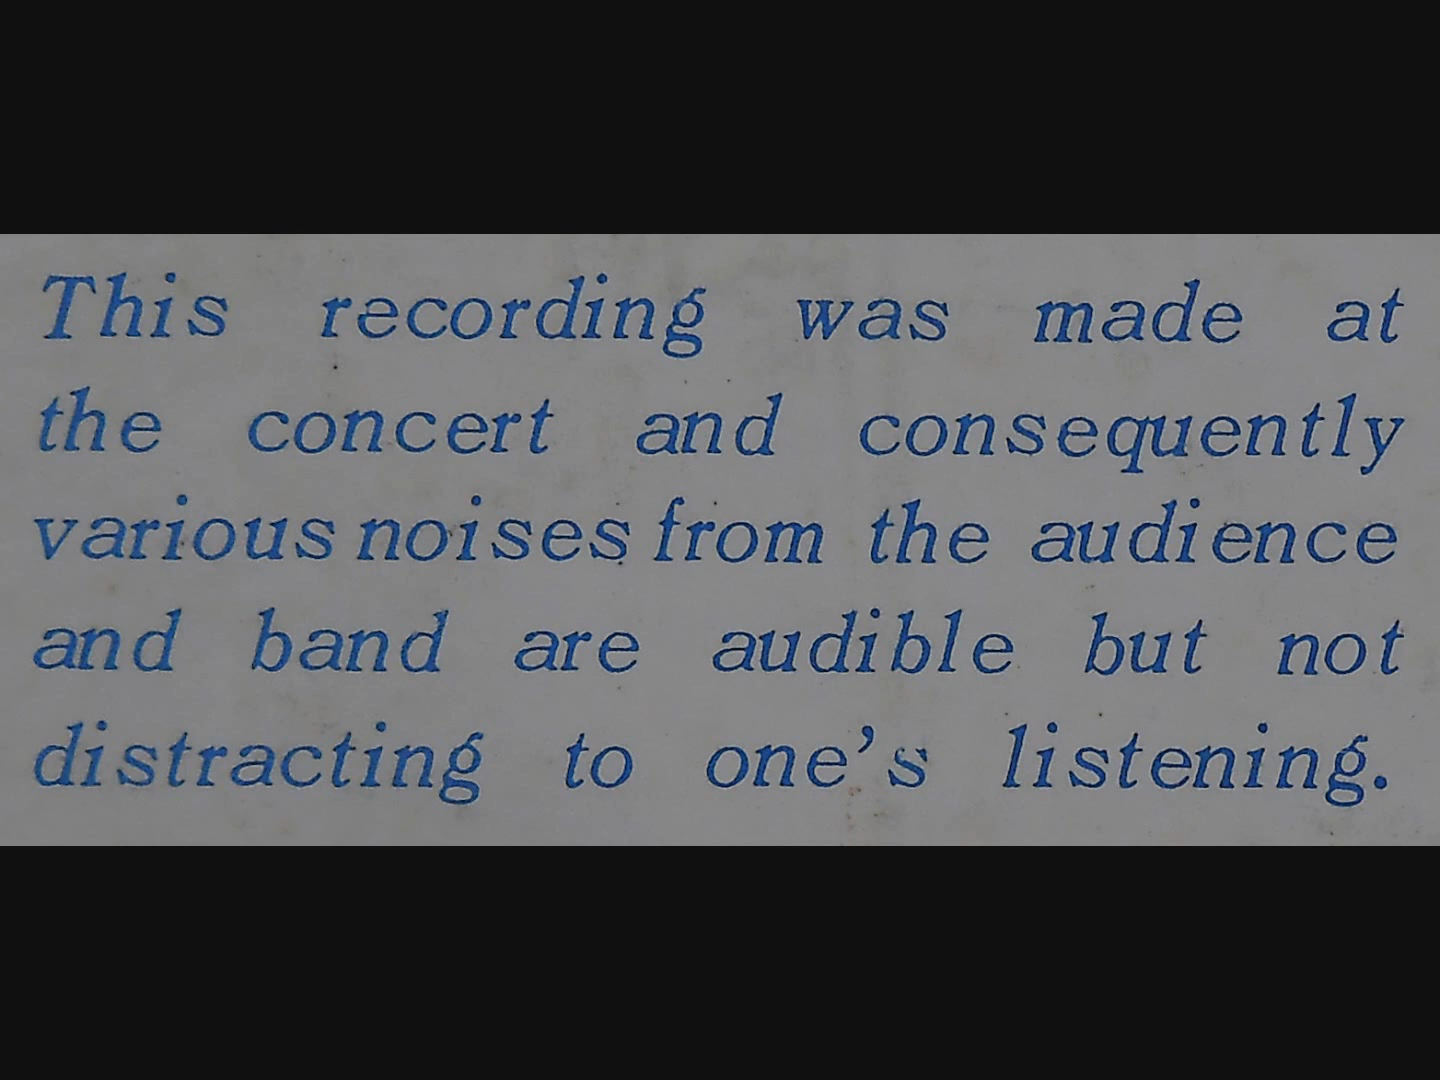 This recording was made at
the concert and consequently
various noises from the audience
and band are audible but not
distracting to one’s listening.